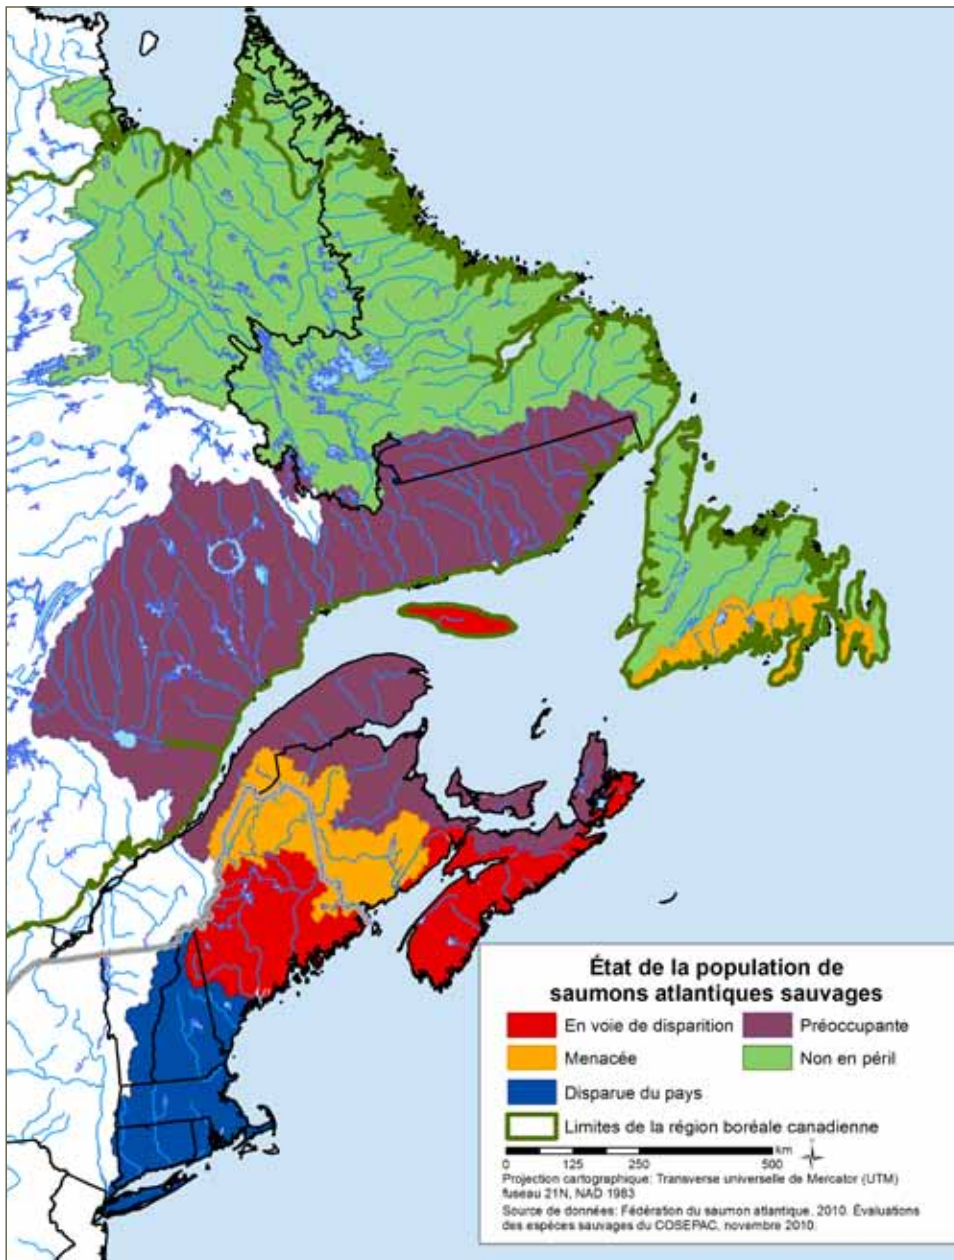 État de la population de
saumons atlantiques sauvages
En voie de disparition
Préoccupante
Menacée
Non en péril
Disparue du pays
Limites de la région boréale canadienne
km
0 125 250 500
Projection cartographique: Transverse universelle de Mercator (UTM)
fuseau 21N, NAD 1983
Source de données: Fédération du saumon atlantique. 2010. Évaluations
des espèces sauvages du COSEPAC, novembre 2010.